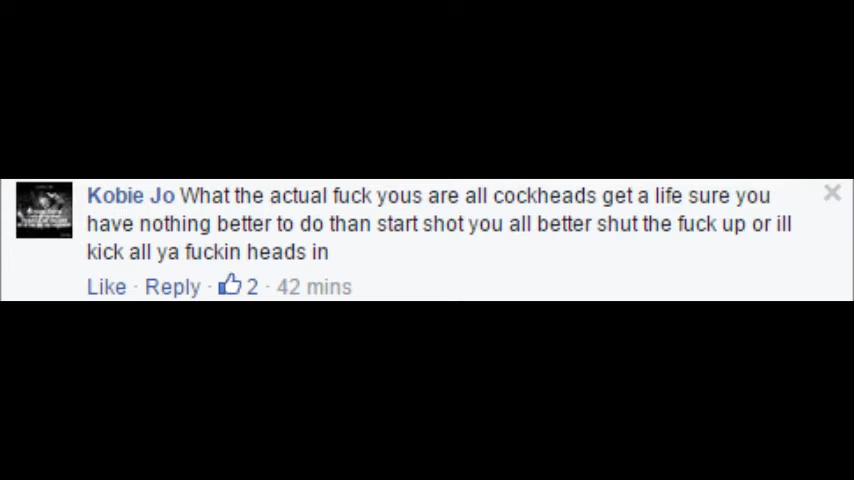 Kobie Jo What the actual fuck yous are all cockheads get a life sure you
have nothing better to do than start shot you all better shut the fuck up or ill
kick all ya fuckin heads in
Like · Reply · 2 · 42 mins